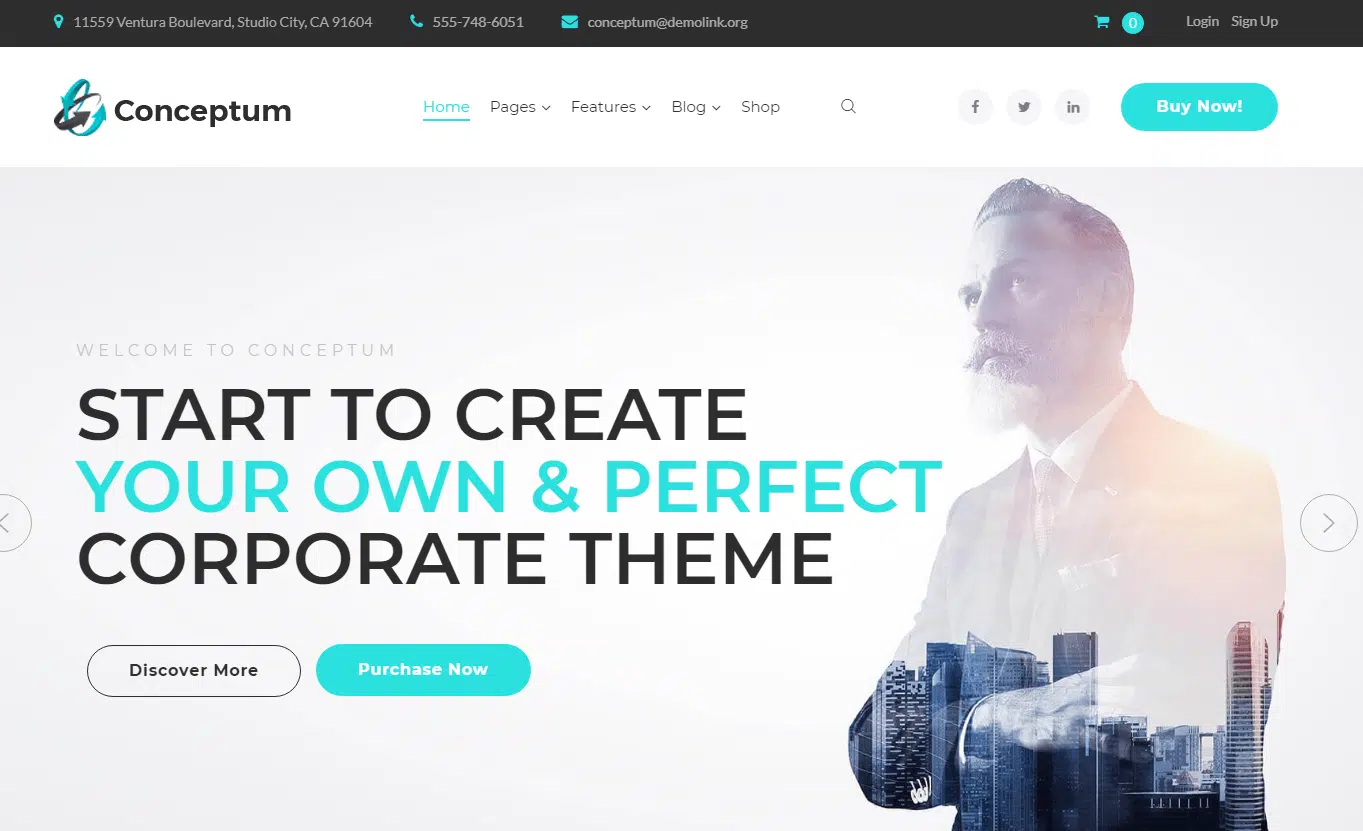 11559 Ventura Boulevard, Studio City, CA 91604 555-748-6051 conceptum@demolink.org 0 Login Sign Up
Conceptum Home Pages Features Blog Shop Buy Now!
WELCOME TO CONCEPTUM
START TO CREATE
YOUR OWN & PERFECT
CORPORATE THEME
Discover More Purchase Now